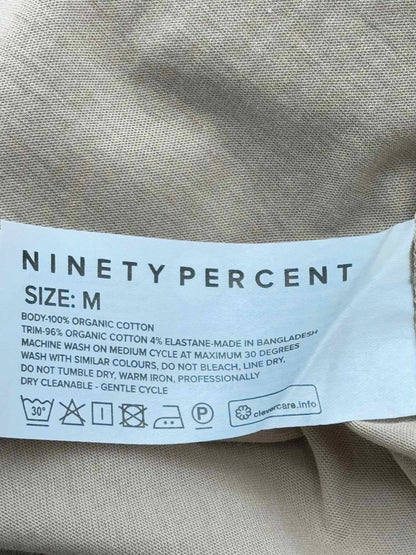 NINETY PERCENT
SIZE: M
BODY-100% ORGANIC COTTON
TRIM-96% ORGANIC COTTON 4% ELASTANE-MADE IN BANGLADESH
MACHINE WASH ON MEDIUM CYCLE AT MAXIMUM 30 DEGREES
WASH WITH SIMILAR COLOURS, DO NOT BLEACH, LINE DRY,
DO NOT TUMBLE DRY, WARM IRON, PROFESSIONALLY
DRY CLEANABLE - GENTLE CYCLE
30° P clevercare.info